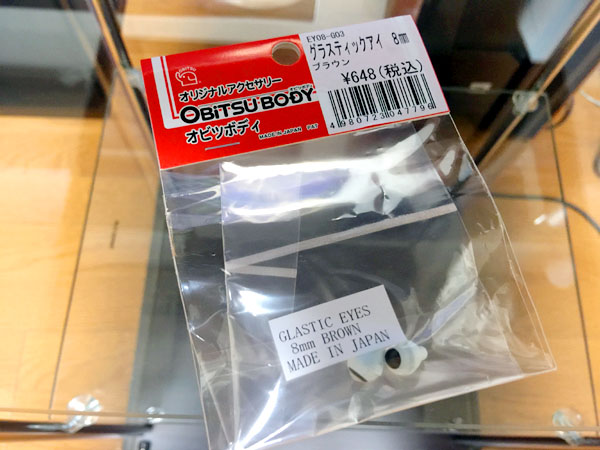 EY08-G03
グラスティックアイ 8mm
ブラウン
¥648(税込)
4980723047796
オリジナルアクセサリー
OBITSU BODY
オビツボディ
MADE IN JAPAN PAT
GLASTIC EYES
8mm BROWN
MADE IN JAPAN